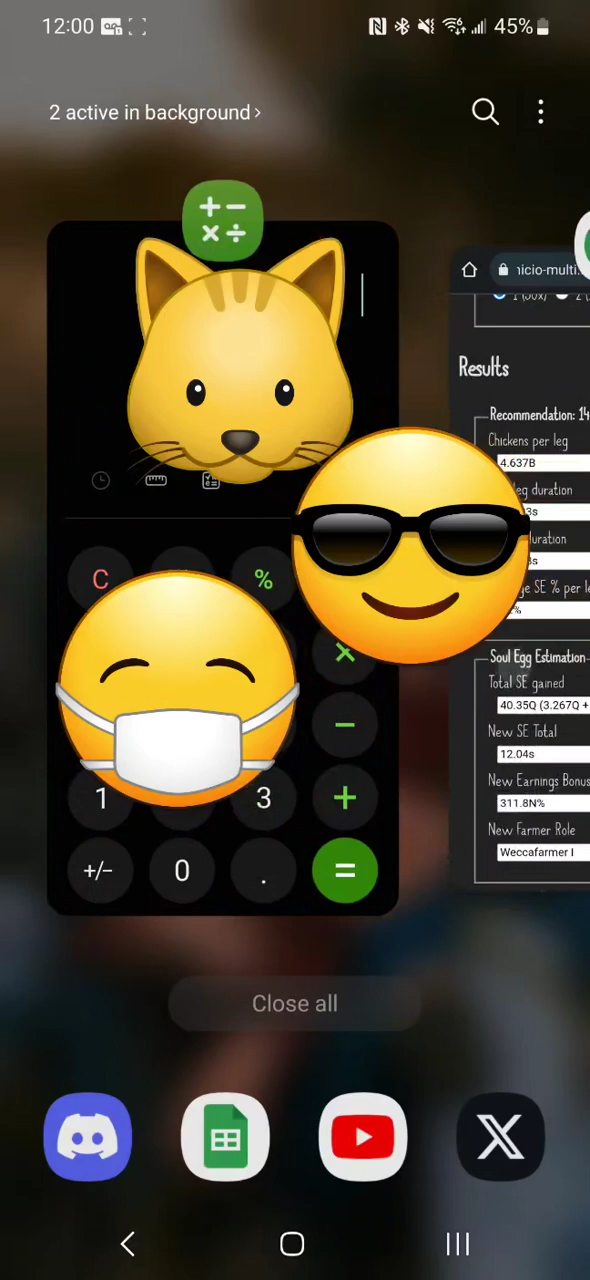 12:00 45%
2 active in background
+ −
× ÷
Results
Recommendation: 14
Chickens per leg
4.637B
leg duration
3s
uration
3s
ge SE % per le
%
Soul Egg Estimation
Total SE gained
40.35Q (3.267Q +
New SE Total
12.04s
New Earnings Bonus
311.8N%
New Farmer Role
Weccafarmer I
C %
×
−
1 3 +
+/− 0 . =
Close all